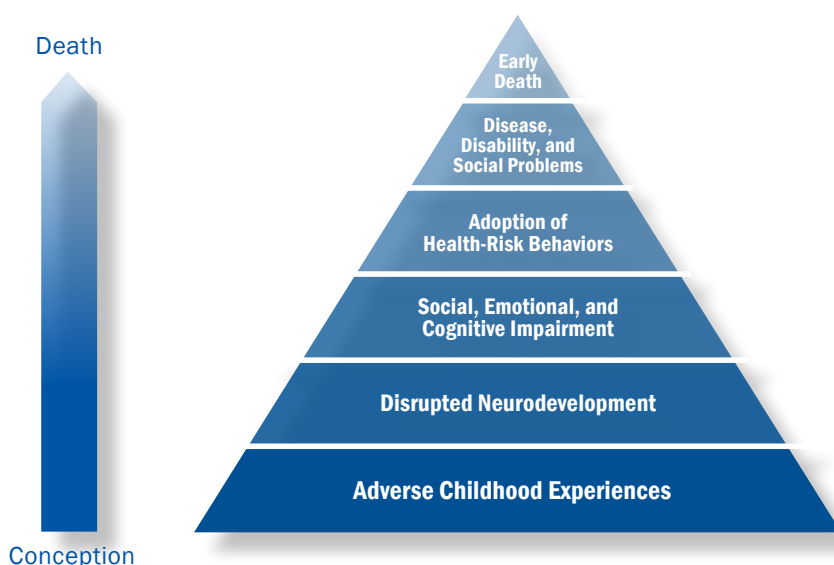 Death
Early
Death
Disease,
Disability, and
Social Problems
Adoption of
Health-Risk Behaviors
Social, Emotional, and
Cognitive Impairment
Disrupted Neurodevelopment
Adverse Childhood Experiences
Conception